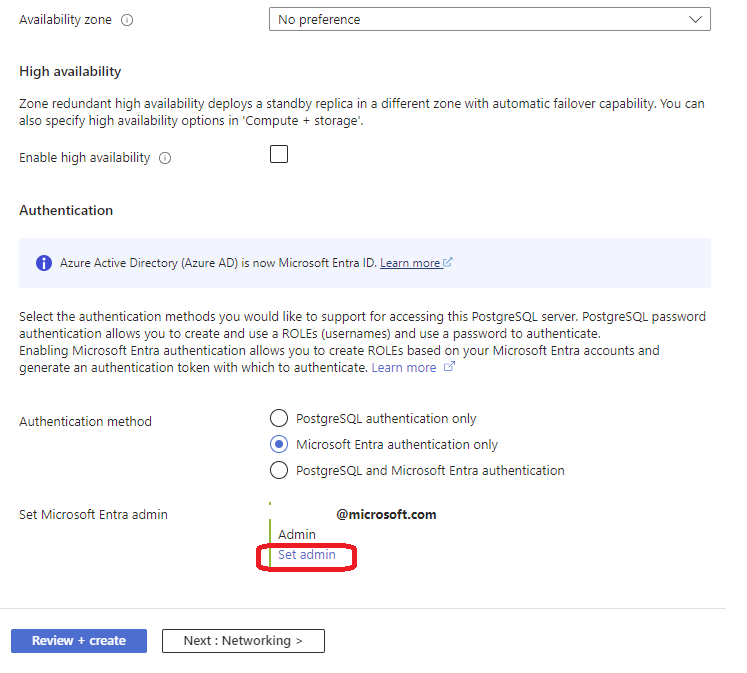 Availability zone
No preference
High availability
Zone redundant high availability deploys a standby replica in a different zone with automatic failover capability. You can
also specify high availability options in 'Compute + storage'.
Enable high availability
Authentication
Azure Active Directory (Azure AD) is now Microsoft Entra ID. Learn more
Select the authentication methods you would like to support for accessing this PostgreSQL server. PostgreSQL password
authentication allows you to create and use a ROLEs (usernames) and use a password to authenticate.
Enabling Microsoft Entra authentication allows you to create ROLEs based on your Microsoft Entra accounts and
generate an authentication token with which to authenticate. Learn more
Authentication method
PostgreSQL authentication only
Microsoft Entra authentication only
PostgreSQL and Microsoft Entra authentication
Set Microsoft Entra admin
@microsoft.com
Admin
Set admin
Review + create
Next : Networking >